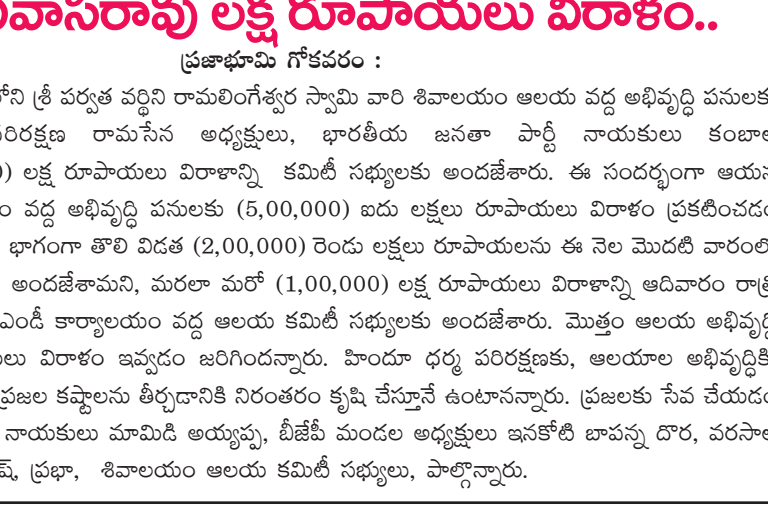 లక్ష రూపాయలు విరాళం..
ప్రజాభూమి గోకవరం :
శ్రీ పర్వత వర్థిని రామలింగేశ్వర స్వామి వారి శివాలయం ఆలయ వద్ద అభివృద్ధి పనులకు
రామసేన అధ్యక్షులు, భారతీయ జనతా పార్టీ నాయకులు కంబాల
లక్ష రూపాయలు విరాళాన్ని కమిటీ సభ్యులకు అందజేశారు. ఈ సందర్భంగా ఆయన
వద్ద అభివృద్ధి పనులకు (5,00,000) ఐదు లక్షలు రూపాయలు విరాళం ప్రకటించడం
భాగంగా తొలి విడత (2,00,000) రెండు లక్షలు రూపాయలను ఈ నెల మొదటి వారంలో
అందజేశామని, మరలా మరో (1,00,000) లక్ష రూపాయలు విరాళాన్ని ఆదివారం రాత్రి
ఎండీ కార్యాలయం వద్ద ఆలయ కమిటీ సభ్యులకు అందజేశారు. మొత్తం ఆలయ అభివృద్ధి
విరాళం ఇవ్వడం జరిగిందన్నారు. హిందూ ధర్మ పరిరక్షణకు, ఆలయాల అభివృద్ధికి
ప్రజల కష్టాలను తీర్చడానికి నిరంతరం కృషి చేస్తూనే ఉంటానన్నారు. ప్రజలకు సేవ చేయడం
నాయకులు మామిడి అయ్యప్ప, బీజేపీ మండల అధ్యక్షులు ఇనకోటి బాపన్న దొర, వరసాల
ప్రభా, శివాలయం ఆలయ కమిటీ సభ్యులు, పాల్గొన్నారు.